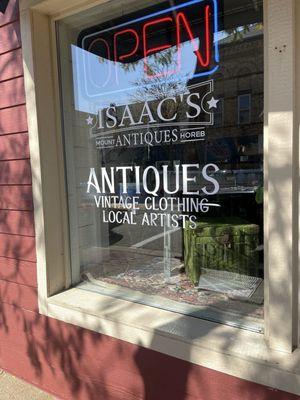 OPEN
ISAAC'S
MOUNT ANTIQUES HOREB
ANTIQUES
VINTAGE CLOTHING
LOCAL ARTISTS